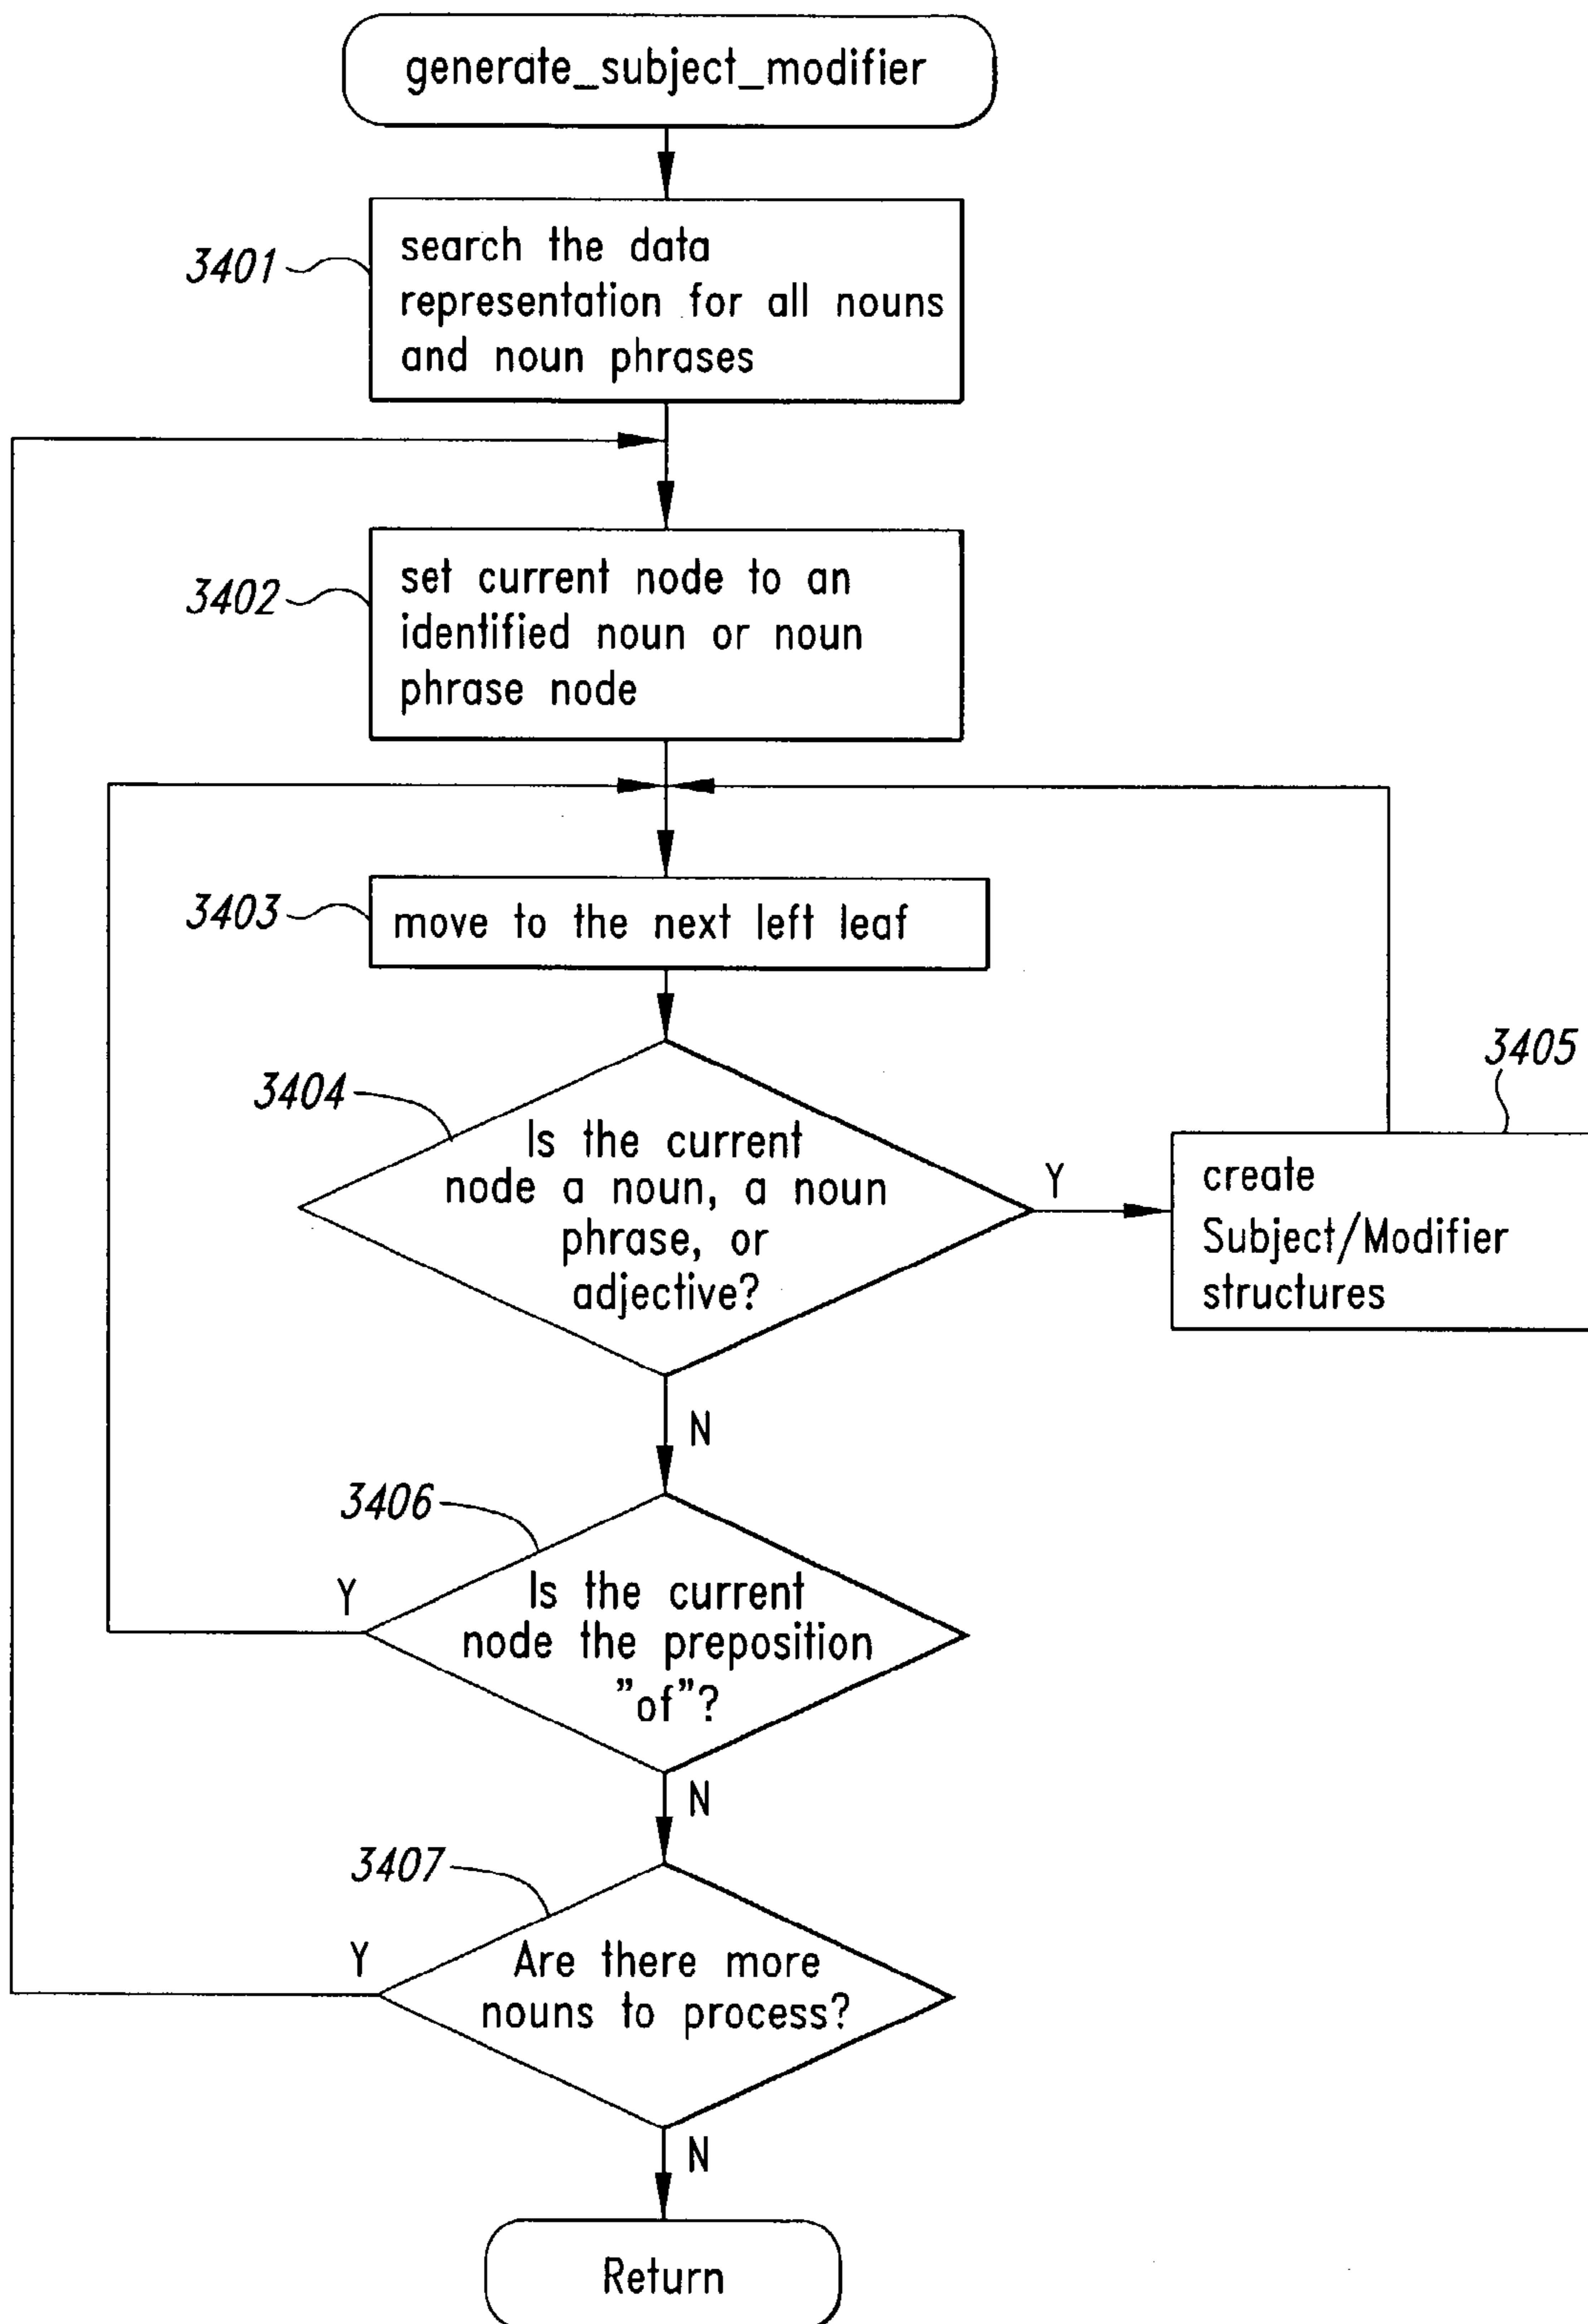 generate_subject_modifier
3401
search the data
representation for all nouns
and noun phrases
3402
set current node to an
identified noun or noun
phrase node
3403
move to the next left leaf
3404
Is the current
node a noun, a noun
phrase, or
adjective?
Y
3405
create
Subject/Modifier
structures
N
3406
Is the current
node the preposition
"of"?
Y
N
3407
Are there more
nouns to process?
Y
N
Return